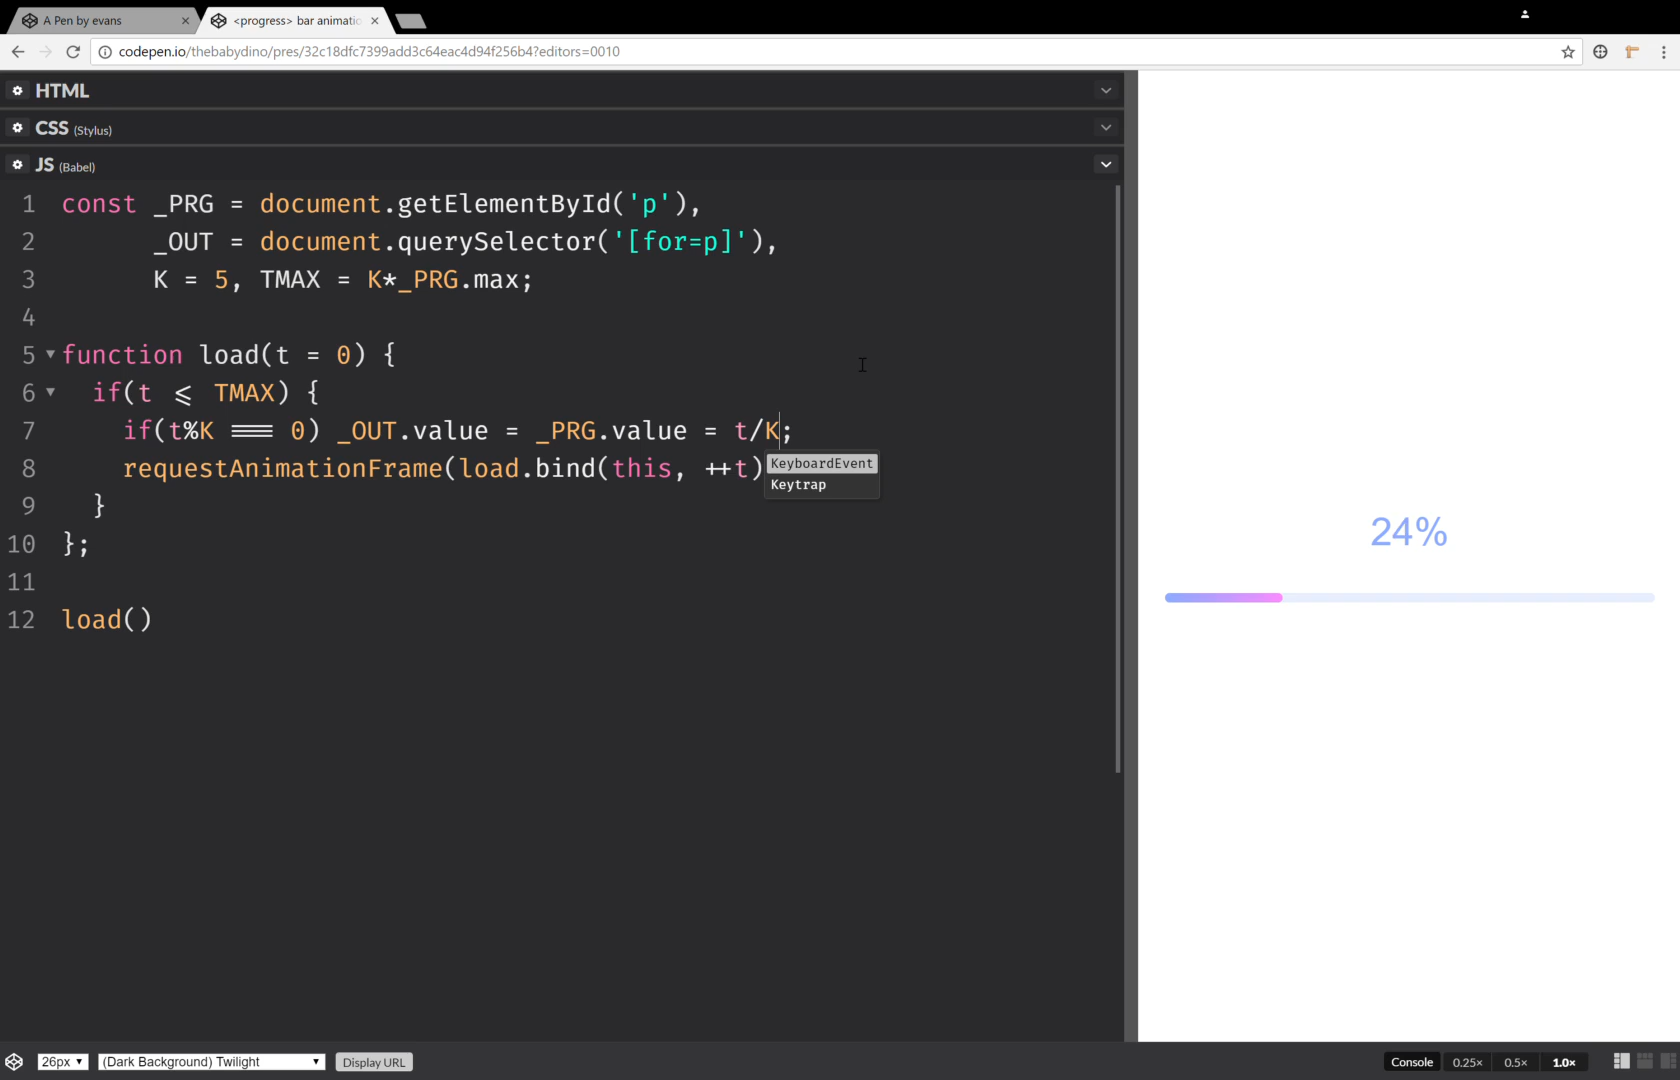 A Pen by evans
<progress> bar animatio
codepen.io/thebabydino/pres/32c18dfc7399add3c64eac4d94f256b4?editors=0010
HTML
CSS (Stylus)
JS (Babel)
1 const _PRG = document.getElementById('p'),
2 _OUT = document.querySelector('[for=p]'),
3 K = 5, TMAX = K*_PRG.max;
4
5 function load(t = 0) {
6 if(t <= TMAX) {
7 if(t%K === 0) _OUT.value = _PRG.value = t/K;
8 requestAnimationFrame(load.bind(this, ++t)
KeyboardEvent
Keytrap
9 }
10 };
11
12 load()
24%
26px
(Dark Background) Twilight
Display URL
Console
0.25×
0.5×
1.0×